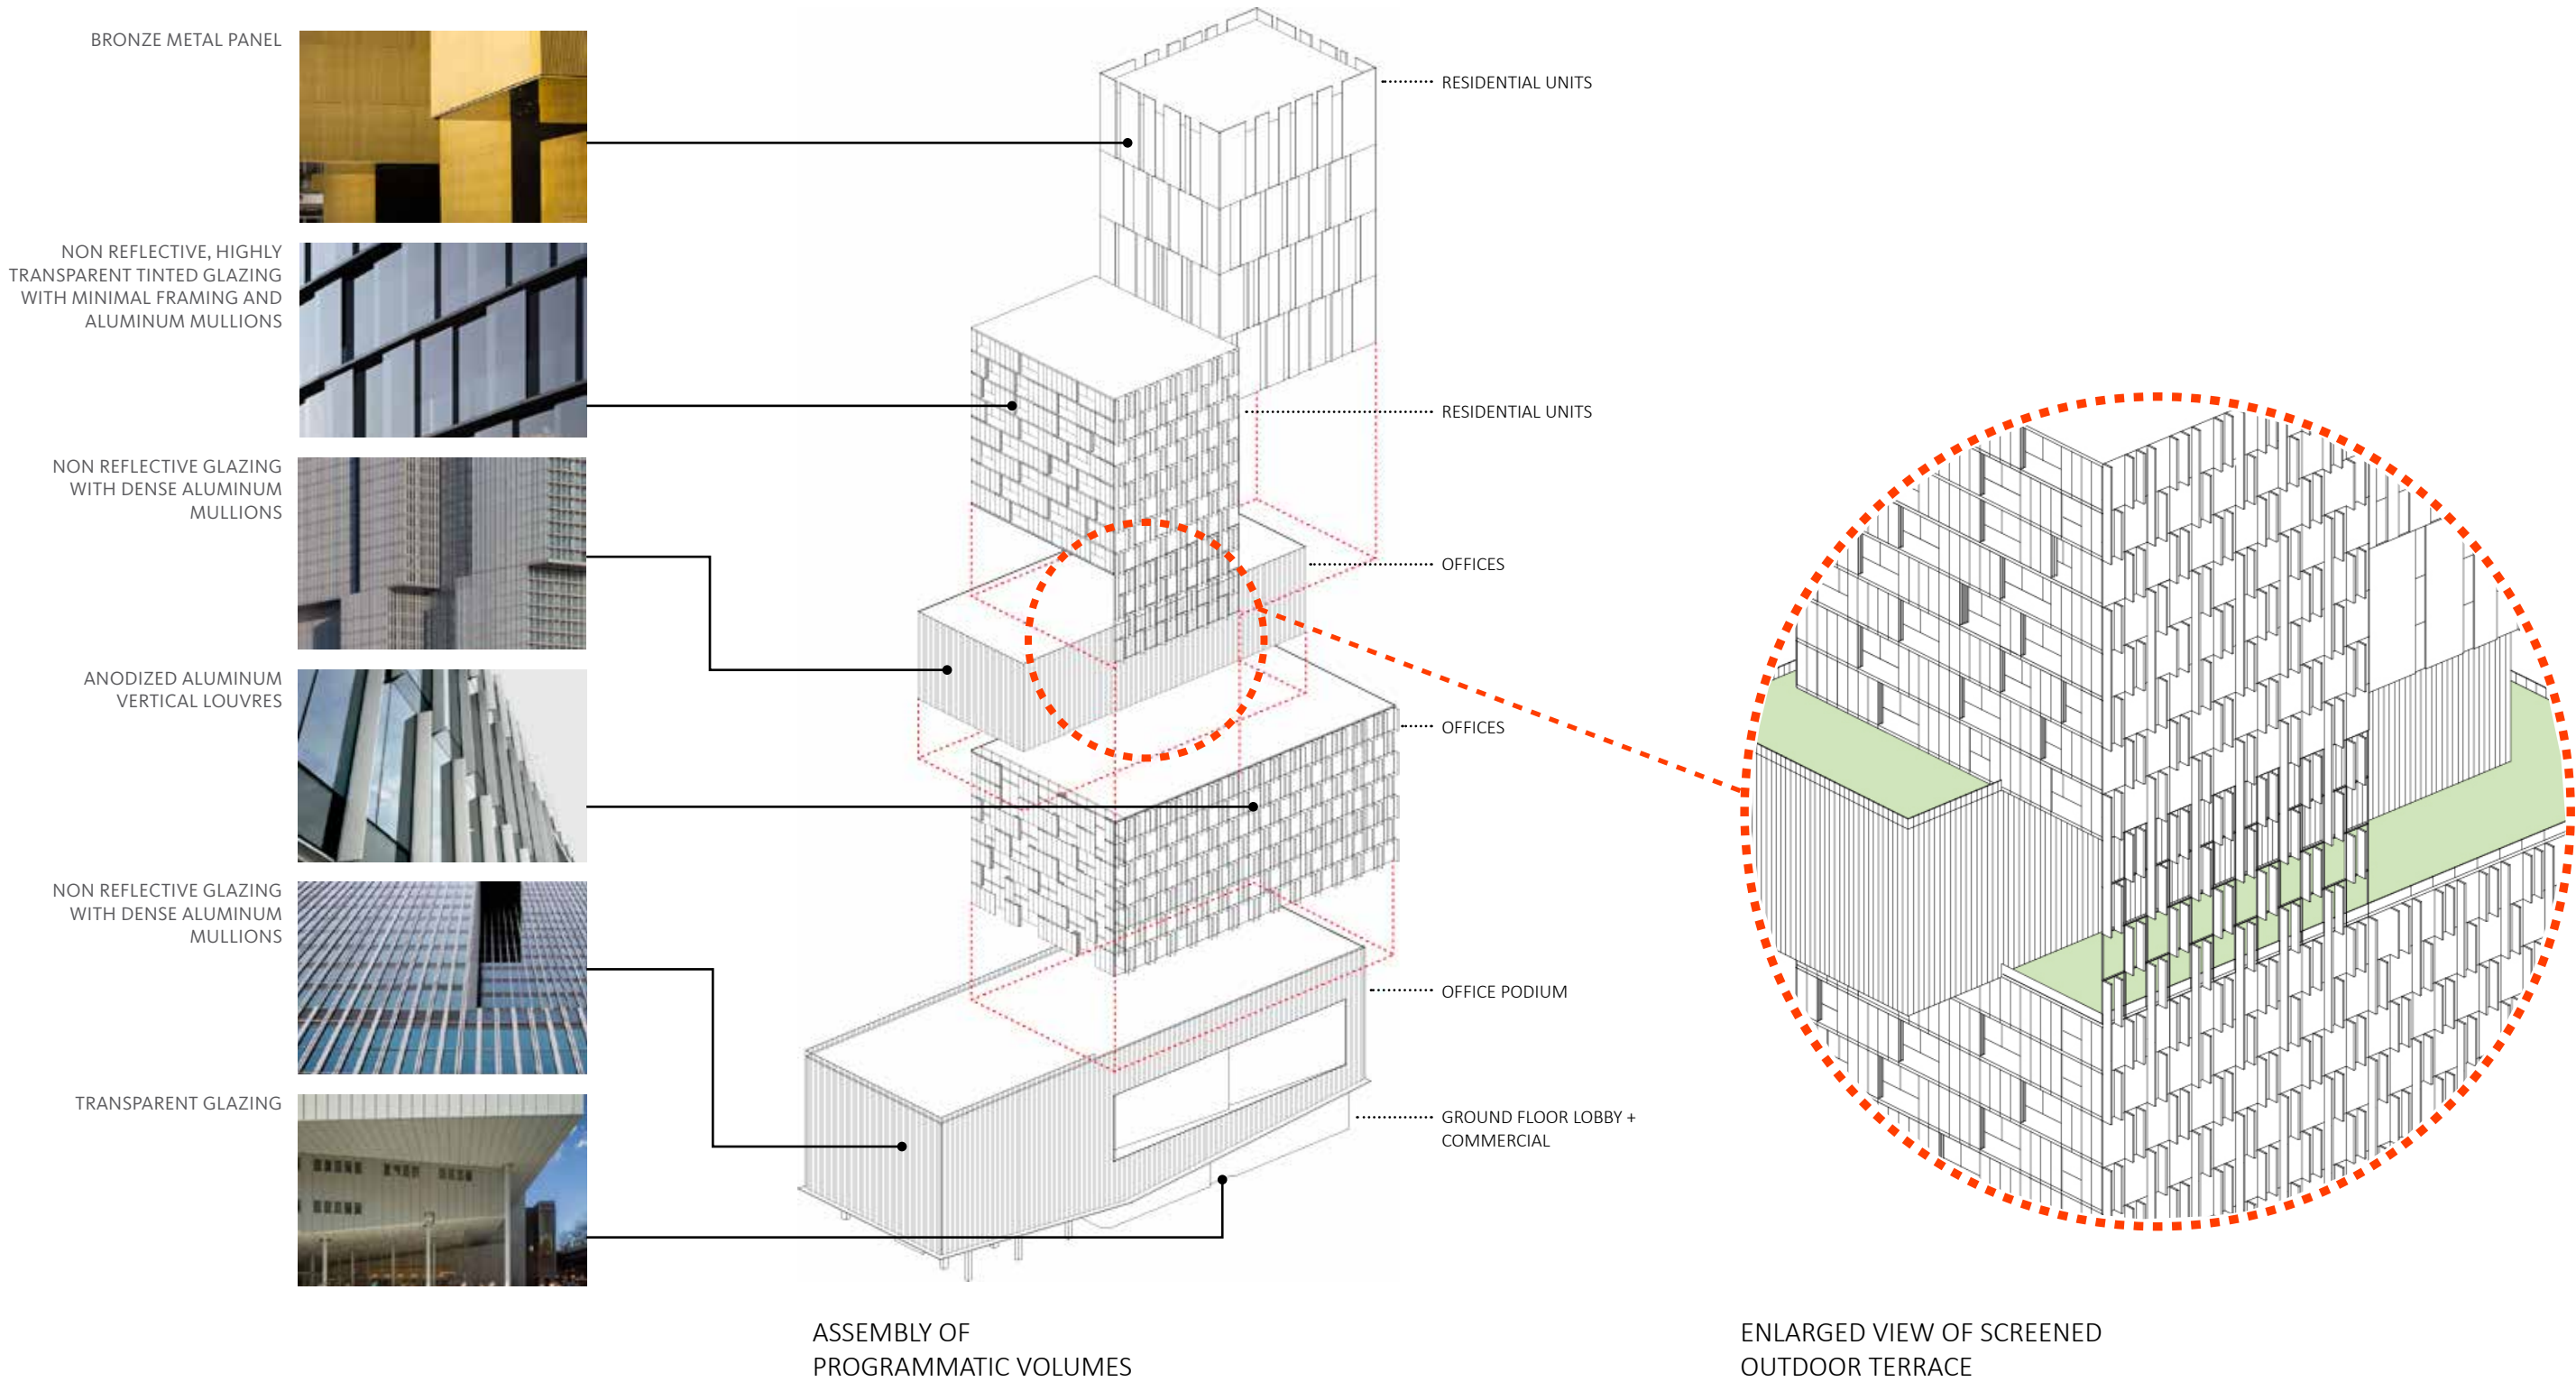 BRONZE METAL PANEL
NON REFLECTIVE, HIGHLY
TRANSPARENT TINTED GLAZING
WITH MINIMAL FRAMING AND
ALUMINUM MULLIONS
NON REFLECTIVE GLAZING
WITH DENSE ALUMINUM
MULLIONS
ANODIZED ALUMINUM
VERTICAL LOUVRES
NON REFLECTIVE GLAZING
WITH DENSE ALUMINUM
MULLIONS
TRANSPARENT GLAZING
RESIDENTIAL UNITS
RESIDENTIAL UNITS
OFFICES
OFFICES
OFFICE PODIUM
GROUND FLOOR LOBBY +
COMMERCIAL
ASSEMBLY OF
PROGRAMMATIC VOLUMES
ENLARGED VIEW OF SCREENED
OUTDOOR TERRACE